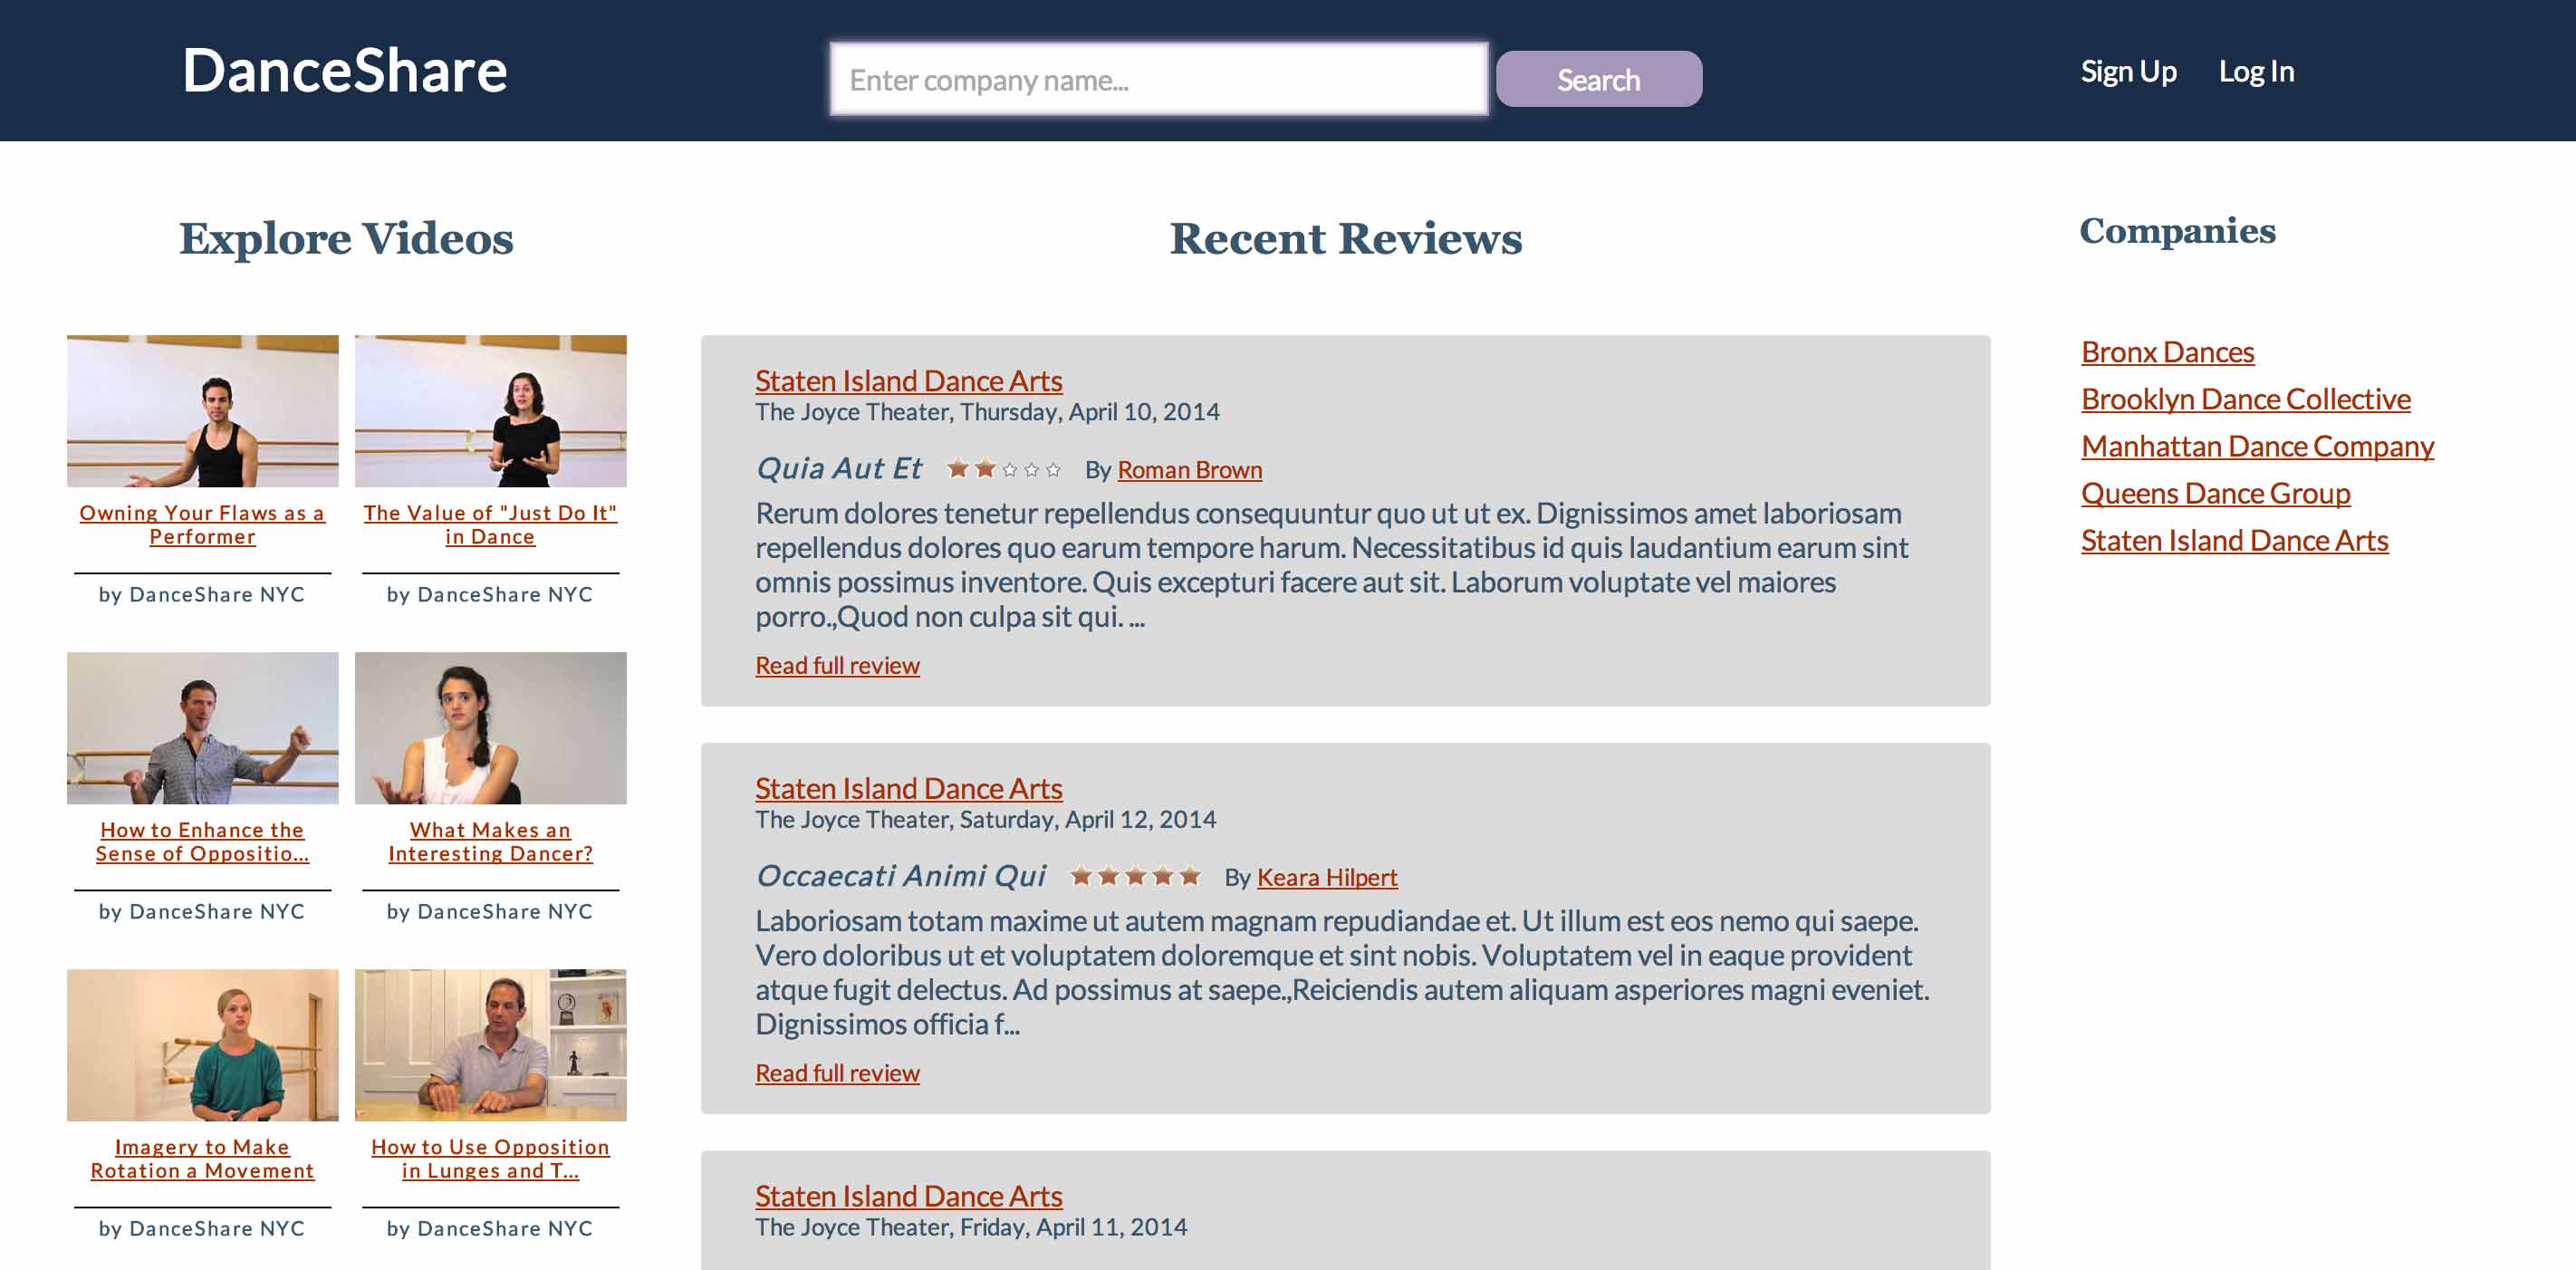 DanceShare
Enter company name...
Search
Sign Up
Log In
Explore Videos
Owning Your Flaws as a
Performer
by DanceShare NYC
The Value of "Just Do It"
in Dance
by DanceShare NYC
How to Enhance the
Sense of Oppositio...
by DanceShare NYC
What Makes an
Interesting Dancer?
by DanceShare NYC
Imagery to Make
Rotation a Movement
by DanceShare NYC
How to Use Opposition
in Lunges and T...
by DanceShare NYC
Recent Reviews
Staten Island Dance Arts
The Joyce Theater, Thursday, April 10, 2014
Quia Aut Et By Roman Brown
Rerum dolores tenetur repellendus consequuntur quo ut ut ex. Dignissimos amet laboriosam
repellendus dolores quo earum tempore harum. Necessitatibus id quis laudantium earum sint
omnis possimus inventore. Quis excepturi facere aut sit. Laborum voluptate vel maiores
porro.,Quod non culpa sit qui. ...
Read full review
Staten Island Dance Arts
The Joyce Theater, Saturday, April 12, 2014
Occaecati Animi Qui By Keara Hilpert
Laboriosam totam maxime ut autem magnam repudiandae et. Ut illum est eos nemo qui saepe.
Vero doloribus ut et voluptatem doloremque et sint nobis. Voluptatem vel in eaque provident
atque fugit delectus. Ad possimus at saepe.,Reiciendis autem aliquam asperiores magni eveniet.
Dignissimos officia f...
Read full review
Staten Island Dance Arts
The Joyce Theater, Friday, April 11, 2014
Companies
Bronx Dances
Brooklyn Dance Collective
Manhattan Dance Company
Queens Dance Group
Staten Island Dance Arts